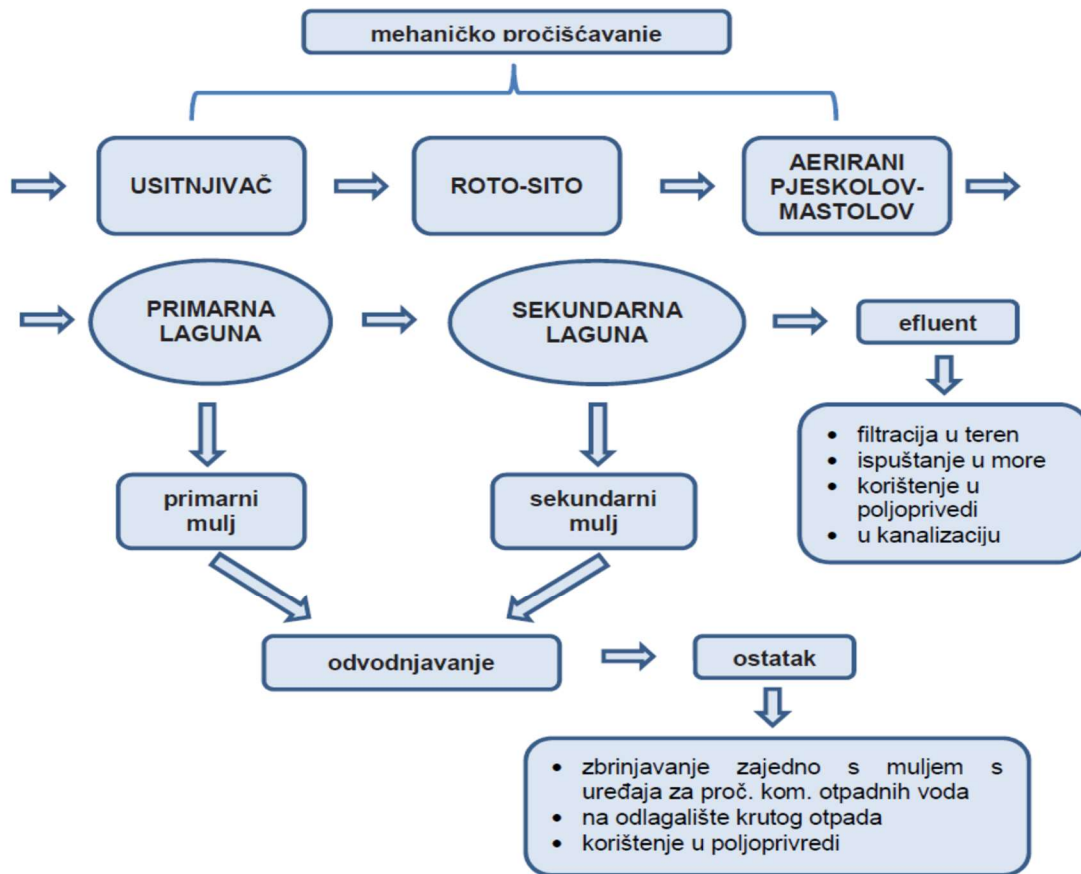 mehaničko pročišćavanje
USITNJIVAČ
ROTO-SITO
AERIRANI
PJESKOLOV-
MASTOLOV
PRIMARNA
LAGUNA
SEKUNDARNA
LAGUNA
efluent
• filtracija u teren
• ispuštanje u more
• korištenje u
poljoprivedi
• u kanalizaciju
primarni
mulj
sekundarni
mulj
odvodnjavanje
ostatak
• zbrinjavanje zajedno s muljem s
uređaja za proč. kom. otpadnih voda
• na odlagalište krutog otpada
• korištenje u poljoprivredi